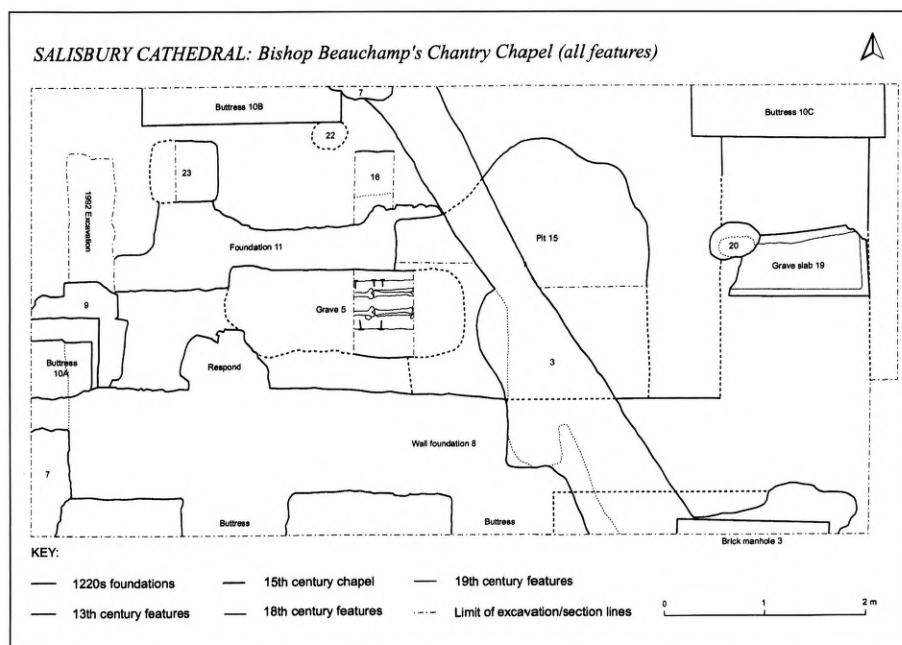 SALISBURY CATHEDRAL: Bishop Beauchamp's Chantry Chapel (all features)
7
Buttress 10B
Buttress 10C
22
23
16
1992 Excavation
Foundation 11
Pit 15
20
Grave slab 19
9
Grave 5
3
Buttress
10A
Respond
Wall foundation 8
7
Buttress
Buttress
Brick manhole 3
KEY:
1220s foundations
15th century chapel
19th century features
13th century features
18th century features
Limit of excavation/section lines
0
1
2 m